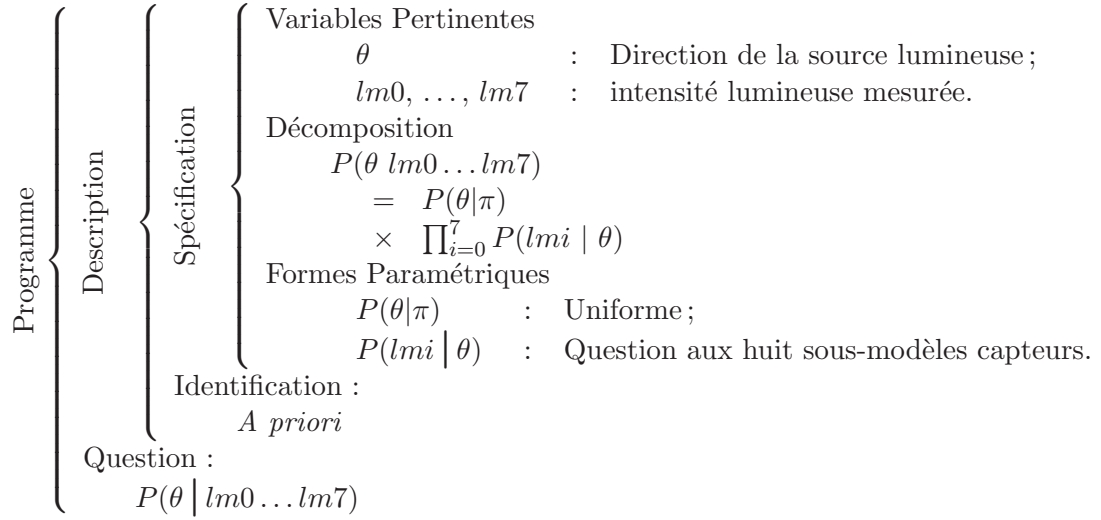 Programme
Description
Spécification
Variables Pertinentes
θ : Direction de la source lumineuse ;
lm0, …, lm7 : intensité lumineuse mesurée.
Décomposition
P(θ lm0 … lm7)
= P(θ|π)
× ∏_{i=0}^{7} P(lmi | θ)
Formes Paramétriques
P(θ|π) : Uniforme ;
P(lmi | θ) : Question aux huit sous-modèles capteurs.
Identification :
A priori
Question :
P(θ | lm0 … lm7)